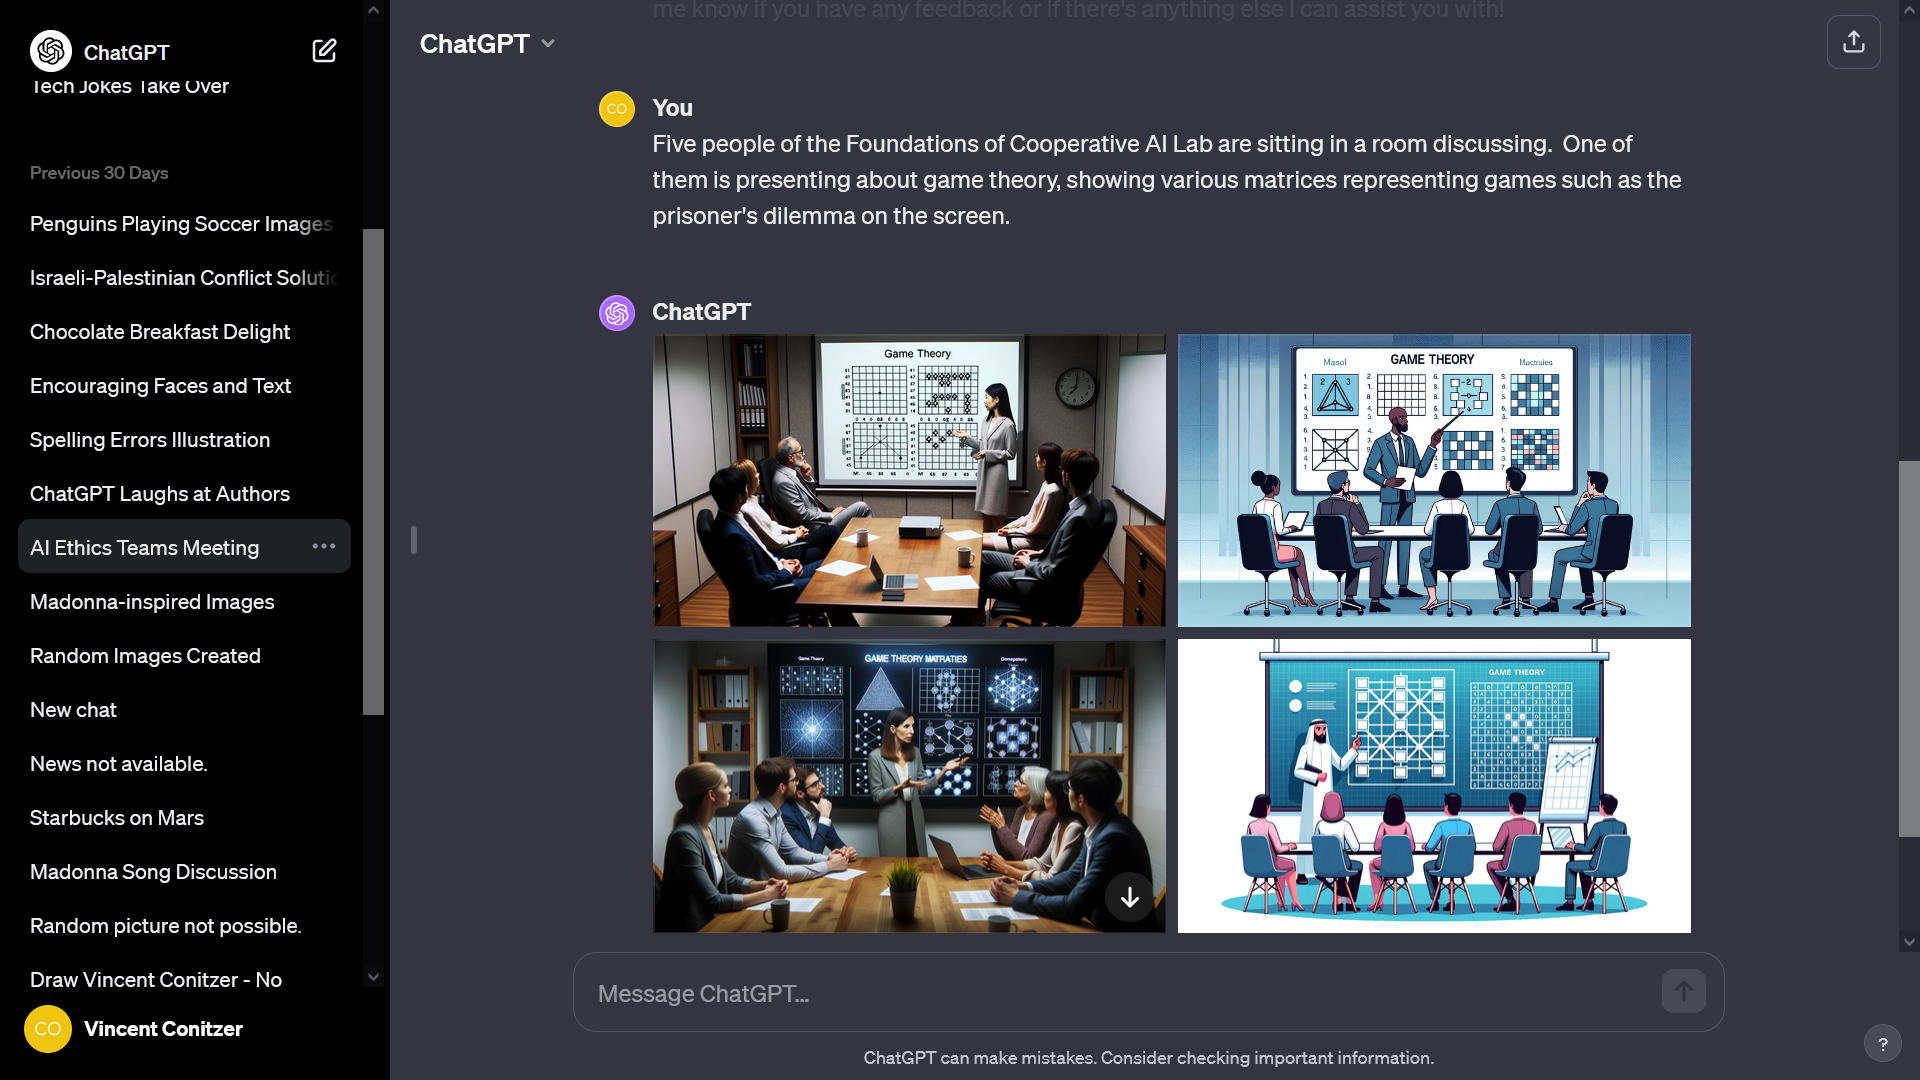 ChatGPT
Tech Jokes Take Over
Previous 30 Days
Penguins Playing Soccer Images
Israeli-Palestinian Conflict Solutic
Chocolate Breakfast Delight
Encouraging Faces and Text
Spelling Errors Illustration
ChatGPT Laughs at Authors
AI Ethics Teams Meeting
Madonna-inspired Images
Random Images Created
New chat
News not available.
Starbucks on Mars
Madonna Song Discussion
Random picture not possible.
Draw Vincent Conitzer - No
CO
Vincent Conitzer
me know if you have any feedback or if there's anything else I can assist you with!
ChatGPT
CO
You
Five people of the Foundations of Cooperative AI Lab are sitting in a room discussing. One of
them is presenting about game theory, showing various matrices representing games such as the
prisoner's dilemma on the screen.
ChatGPT
Game Theory
Masol
GAME THEORY
Mactruies
2 3
Game Theory
GAME THEORY MATRATIES
GAME THEORY
Message ChatGPT...
ChatGPT can make mistakes. Consider checking important information.
?